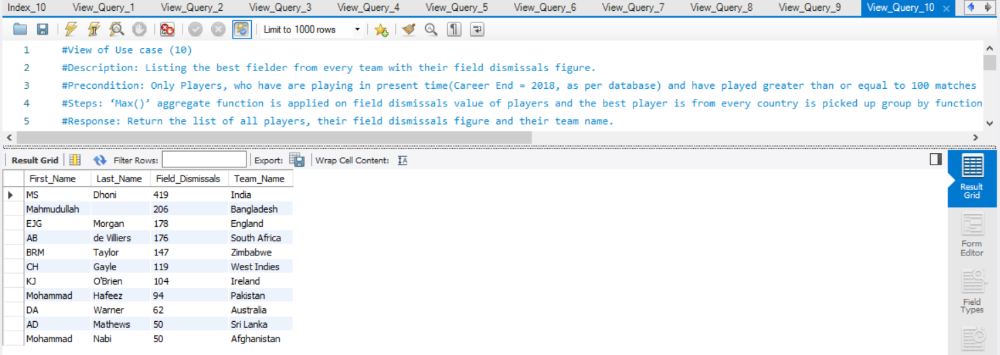 Index_10 View_Query_1 View_Query_2 View_Query_3 View_Query_4 View_Query_5 View_Query_6 View_Query_7 View_Query_8 View_Query_9 View_Query_10
Limit to 1000 rows
1 #View of Use case (10)
2 #Description: Listing the best fielder from every team with their field dismissals figure.
3 #Precondition: Only Players, who have are playing in present time(Career End = 2018, as per database) and have played greater than or equal to 100 matches
4 #Steps: ‘Max()’ aggregate function is applied on field dismissals value of players and the best player is from every country is picked up group by function
5 #Response: Return the list of all players, their field dismissals figure and their team name.
Result Grid Filter Rows: Export: Wrap Cell Content: IA
First_Name Last_Name Field_Dismissals Team_Name
MS Dhoni 419 India
Mahmudullah 206 Bangladesh
EJG Morgan 178 England
AB de Villiers 176 South Africa
BRM Taylor 147 Zimbabwe
CH Gayle 119 West Indies
KJ O'Brien 104 Ireland
Mohammad Hafeez 94 Pakistan
DA Warner 62 Australia
AD Mathews 50 Sri Lanka
Mohammad Nabi 50 Afghanistan
Result
Grid
Form
Editor
Field
Types